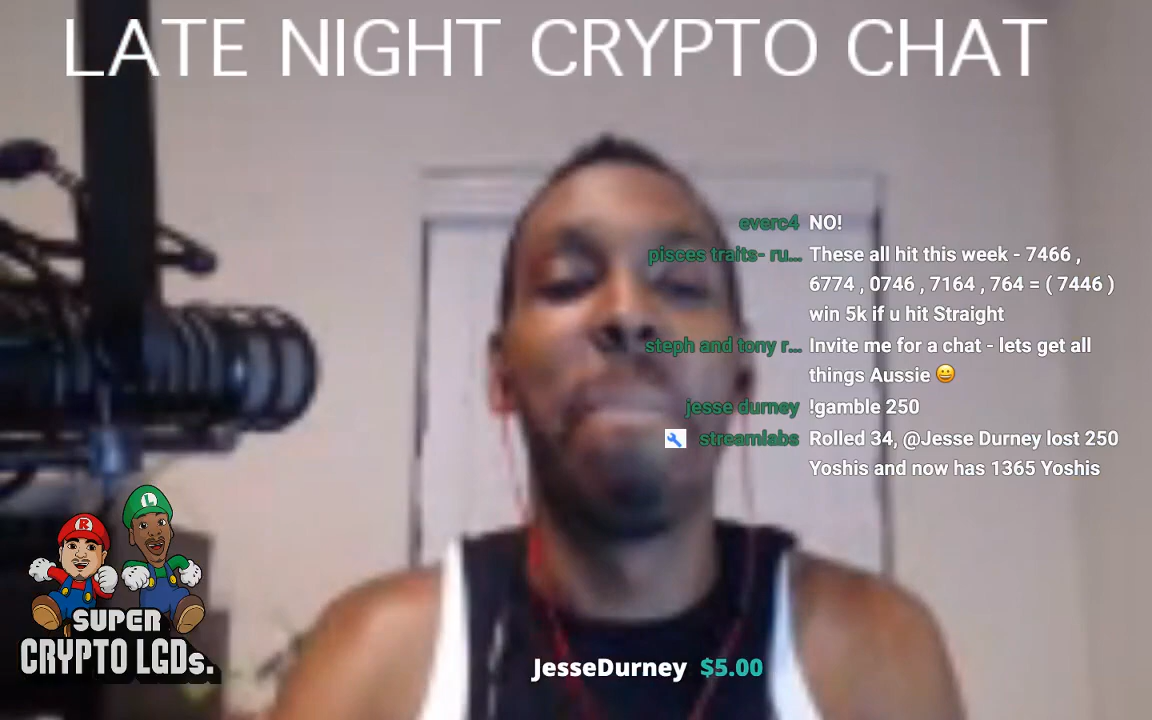 LATE NIGHT CRYPTO CHAT
everc4 NO!
pisces traits- ru... These all hit this week - 7466 ,
6774 , 0746 , 7164 , 764 = ( 7446 )
win 5k if u hit Straight
steph and tony r... Invite me for a chat - lets get all
things Aussie 😀
jesse durney !gamble 250
streamlabs Rolled 34, @Jesse Durney lost 250
Yoshis and now has 1365 Yoshis
R
L
SUPER
CRYPTO LGDs.
JesseDurney $5.00